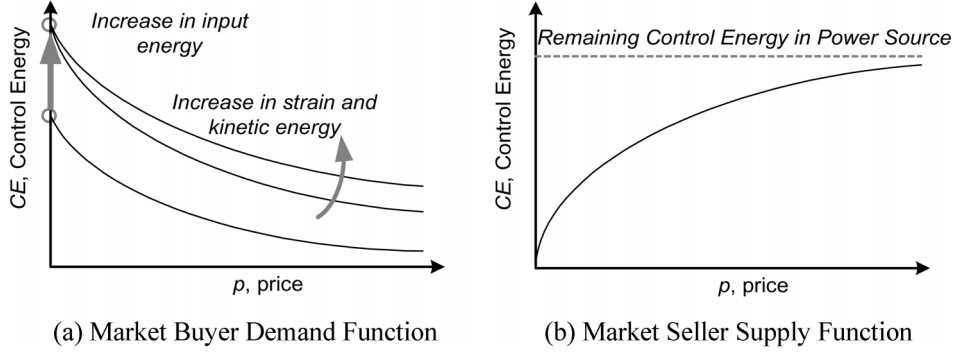 CE, Control Energy
Increase in input
energy
Increase in strain and
kinetic energy
p, price
(a) Market Buyer Demand Function
CE, Control Energy
Remaining Control Energy in Power Source
p, price
(b) Market Seller Supply Function